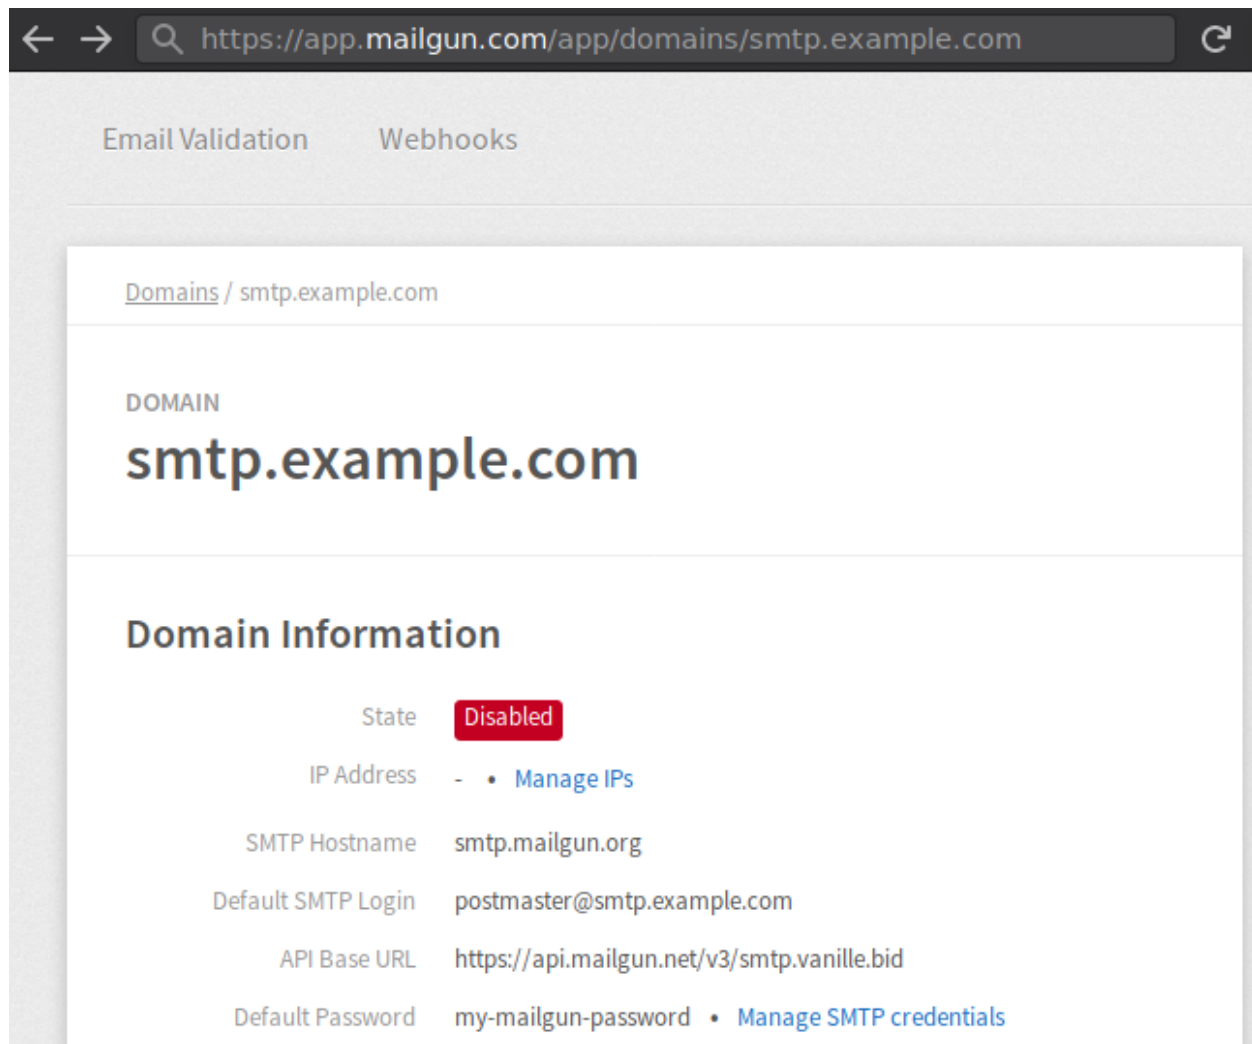 https://app.mailgun.com/app/domains/smtp.example.com
Email Validation Webhooks
Domains / smtp.example.com
DOMAIN
smtp.example.com
Domain Information
State Disabled
IP Address - • Manage IPs
SMTP Hostname smtp.mailgun.org
Default SMTP Login postmaster@smtp.example.com
API Base URL https://api.mailgun.net/v3/smtp.vanille.bid
Default Password my-mailgun-password • Manage SMTP credentials